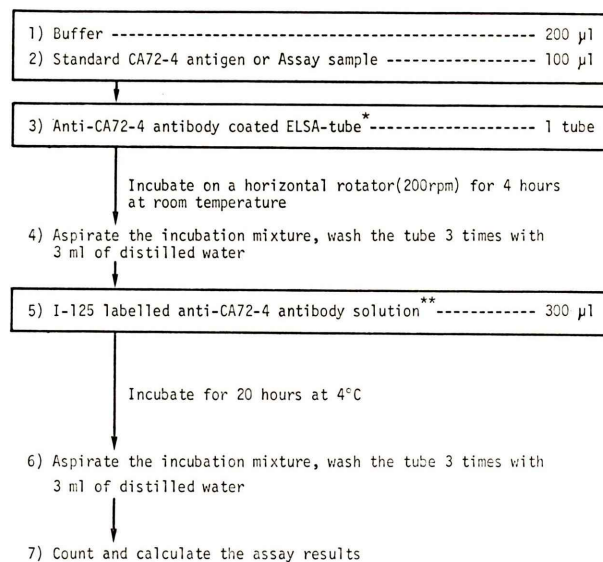 1) Buffer ---------------------------------------------------- 200 µl
2) Standard CA72-4 antigen or Assay sample ------------------- 100 µl
3) Anti-CA72-4 antibody coated ELSA-tube*--------------------- 1 tube
Incubate on a horizontal rotator(200rpm) for 4 hours
at room temperature
4) Aspirate the incubation mixture, wash the tube 3 times with
3 ml of distilled water
5) I-125 labelled anti-CA72-4 antibody solution**------------ 300 µl
Incubate for 20 hours at 4°C
6) Aspirate the incubation mixture, wash the tube 3 times with
3 ml of distilled water
7) Count and calculate the assay results